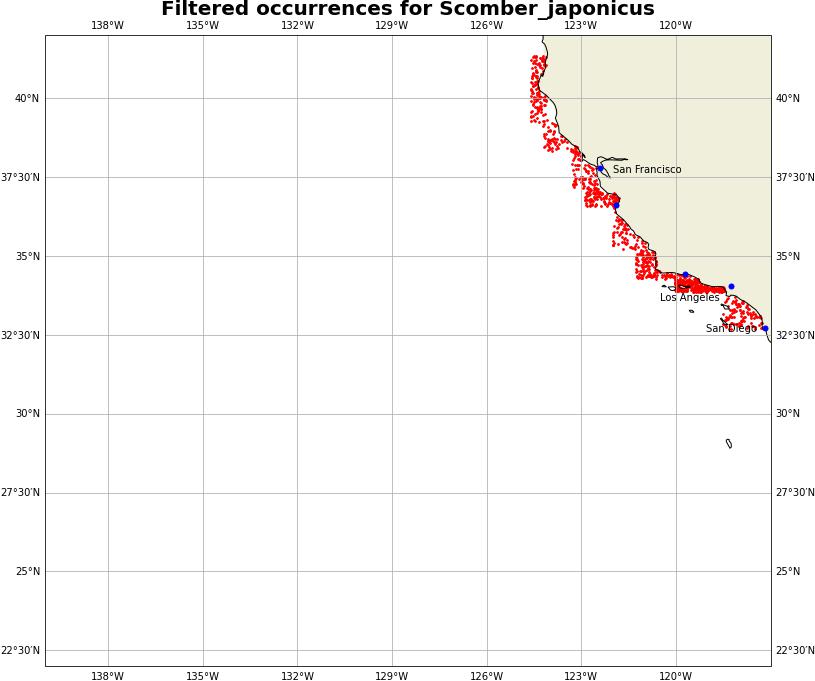 Filtered occurrences for Scomber_japonicus
138°W 135°W 132°W 129°W 126°W 123°W 120°W
40°N 40°N
San Francisco
37°30′N 37°30′N
35°N 35°N
Los Angeles
San Diego
32°30′N 32°30′N
30°N 30°N
27°30′N 27°30′N
25°N 25°N
22°30′N 22°30′N
138°W 135°W 132°W 129°W 126°W 123°W 120°W